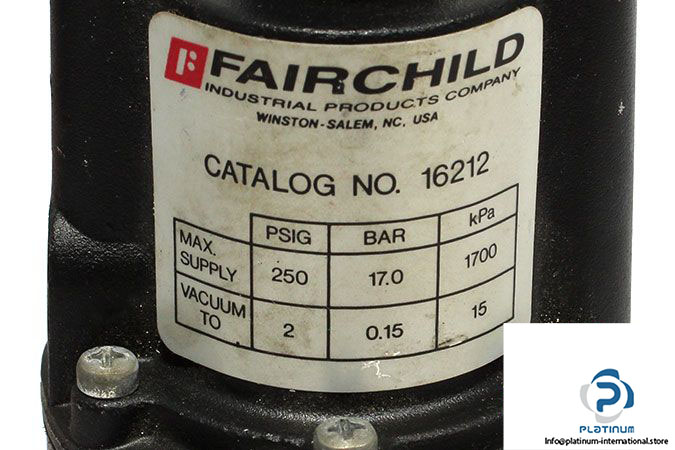 FAIRCHILD
INDUSTRIAL PRODUCTS COMPANY
WINSTON-SALEM, NC. USA
CATALOG NO. 16212
PSIG BAR kPa
MAX. SUPPLY 250 17.0 1700
VACUUM TO 2 0.15 15
PLATINUM
Info@platinum-international.store